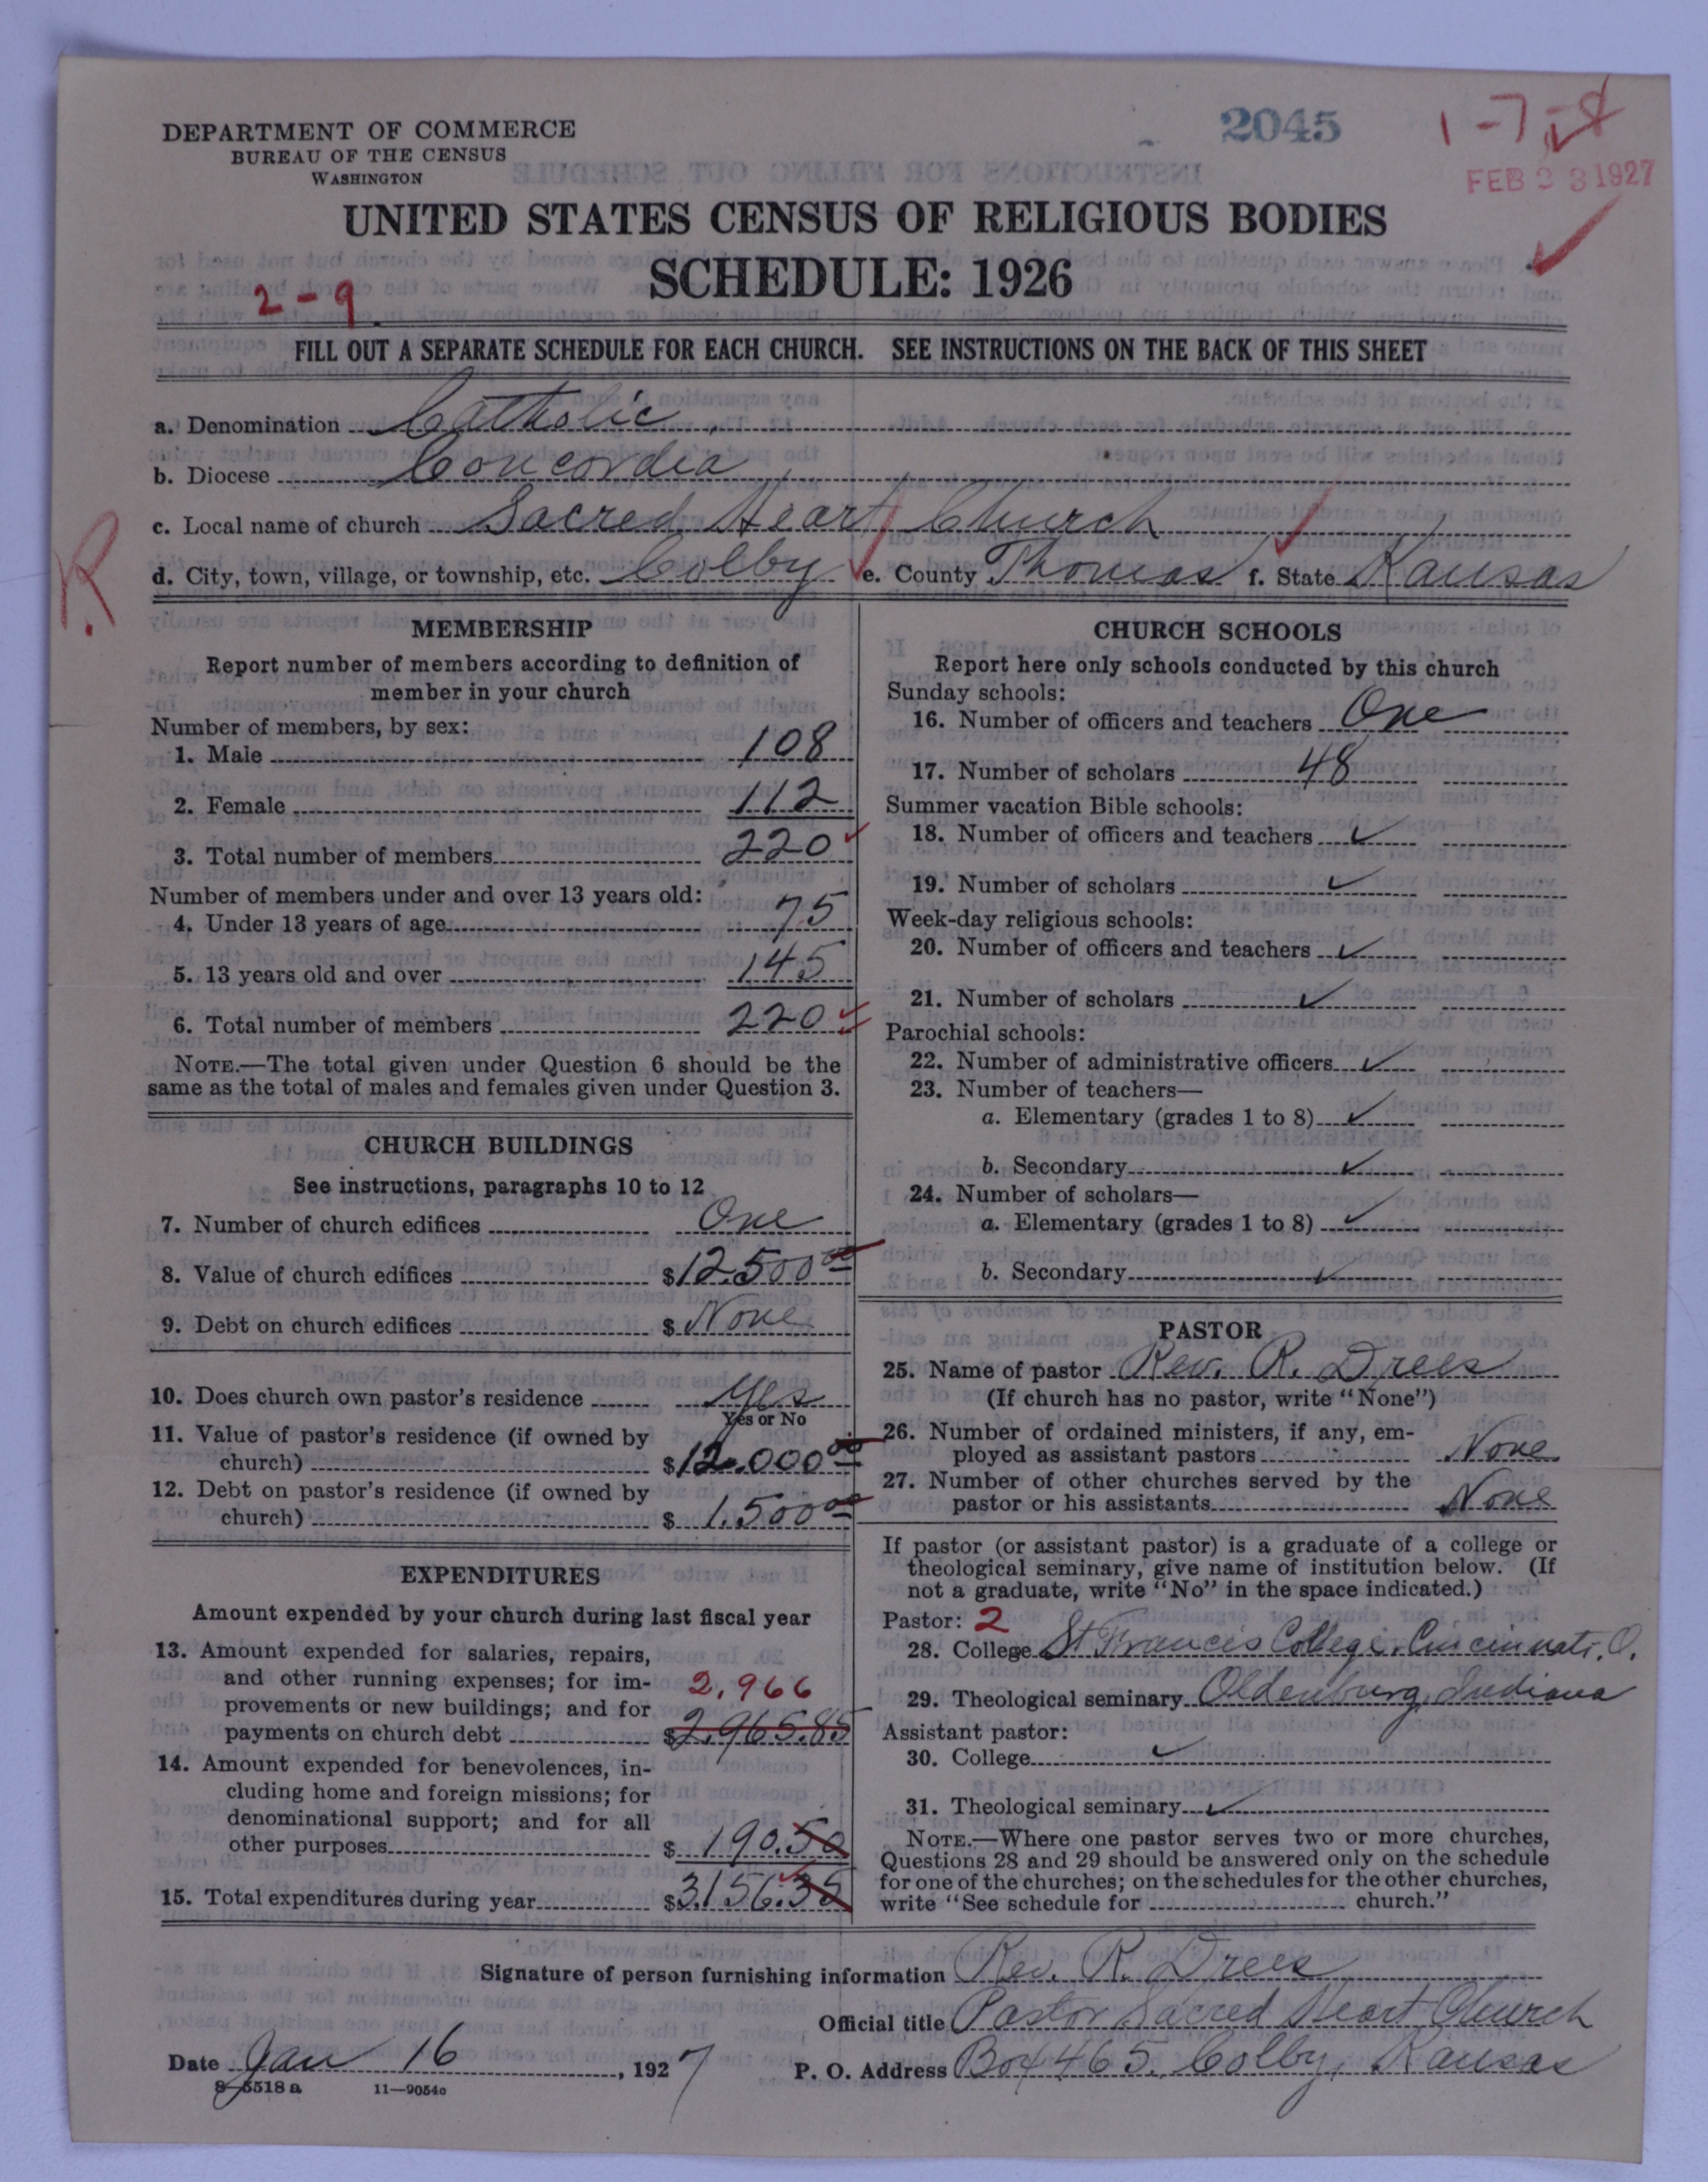 DEPARTMENT OF COMMERCE
BUREAU OF THE CENSUS
WASHINGTON
2045
1-7-8
FEB 23 1927
UNITED STATES CENSUS OF RELIGIOUS BODIES
SCHEDULE: 1926
2-9
FILL OUT A SEPARATE SCHEDULE FOR EACH CHURCH. SEE INSTRUCTIONS ON THE BACK OF THIS SHEET
a. Denomination Catholic
b. Diocese Concordia
c. Local name of church Sacred Heart Church
R
d. City, town, village, or township, etc. Colby e. County Thomas f. State Kansas
MEMBERSHIP
Report number of members according to definition of
member in your church
Number of members, by sex:
1. Male 108
2. Female 112
3. Total number of members 220
Number of members under and over 13 years old:
4. Under 13 years of age 75
5. 13 years old and over 145
6. Total number of members 220
NOTE.—The total given under Question 6 should be the
same as the total of males and females given under Question 3.
CHURCH BUILDINGS
See instructions, paragraphs 10 to 12
7. Number of church edifices One
8. Value of church edifices $12.500 00
9. Debt on church edifices $ None
10. Does church own pastor's residence Yes
Yes or No
11. Value of pastor's residence (if owned by
church) $12.000 00
12. Debt on pastor's residence (if owned by
church) $ 1.500 00
EXPENDITURES
Amount expended by your church during last fiscal year
13. Amount expended for salaries, repairs,
and other running expenses; for im-
provements or new buildings; and for 2,966
payments on church debt $2.965.85
14. Amount expended for benevolences, in-
cluding home and foreign missions; for
denominational support; and for all
other purposes $ 190.50
15. Total expenditures during year $3.156.35
CHURCH SCHOOLS
Report here only schools conducted by this church
Sunday schools:
16. Number of officers and teachers One
17. Number of scholars 48
Summer vacation Bible schools:
18. Number of officers and teachers ✓
19. Number of scholars ✓
Week-day religious schools:
20. Number of officers and teachers ✓
21. Number of scholars ✓
Parochial schools:
22. Number of administrative officers ✓
23. Number of teachers—
a. Elementary (grades 1 to 8) ✓
b. Secondary ✓
24. Number of scholars—
a. Elementary (grades 1 to 8) ✓
b. Secondary ✓
PASTOR
25. Name of pastor Rev. R. Drees
(If church has no pastor, write "None")
26. Number of ordained ministers, if any, em-
ployed as assistant pastors None
27. Number of other churches served by the
pastor or his assistants None
If pastor (or assistant pastor) is a graduate of a college or
theological seminary, give name of institution below. (If
not a graduate, write "No" in the space indicated.)
Pastor: 2
28. College St Francis College, Cincinnati, O.
29. Theological seminary Oldenburg, Indiana
Assistant pastor:
30. College ✓
31. Theological seminary ✓
NOTE.—Where one pastor serves two or more churches,
Questions 28 and 29 should be answered only on the schedule
for one of the churches; on the schedules for the other churches,
write "See schedule for church."
Signature of person furnishing information Rev. R. Drees
Official title Pastor Sacred Heart Church
Date Jan 16, 1927 P. O. Address Box 465, Colby, Kansas
8-5518 a 11—9054c